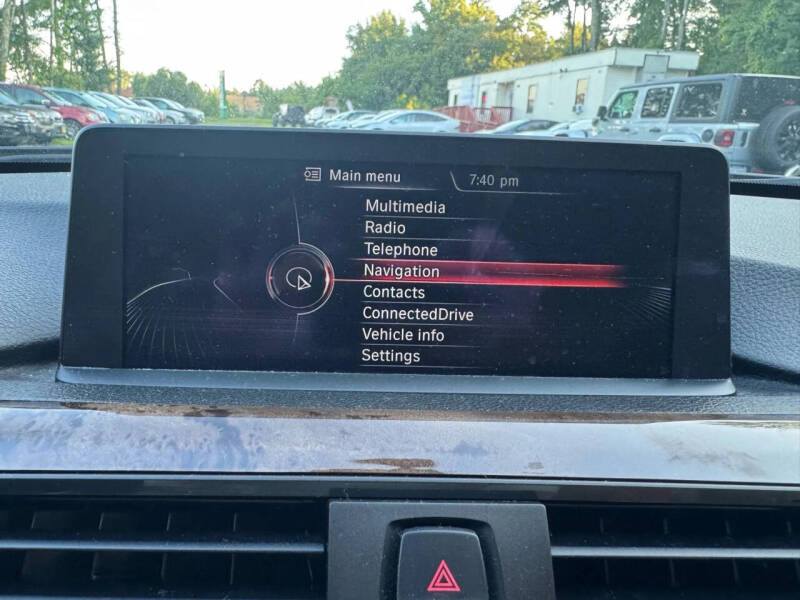 Main menu
7:40 pm
Multimedia
Radio
Telephone
Navigation
Contacts
ConnectedDrive
Vehicle info
Settings